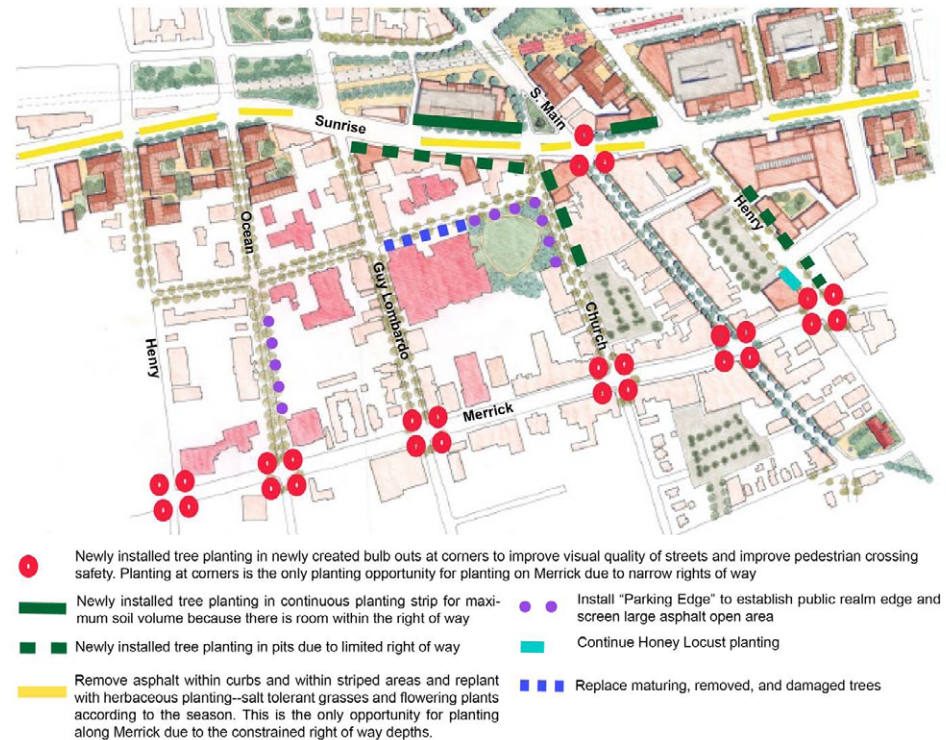 S. Main
Sunrise
Henry
Ocean
Guy Lombardo
Church
Henry
Merrick
Newly installed tree planting in newly created bulb outs at corners to improve visual quality of streets and improve pedestrian crossing
safety. Planting at corners is the only planting opportunity for planting on Merrick due to narrow rights of way
Newly installed tree planting in continuous planting strip for maxi-
mum soil volume because there is room within the right of way
Newly installed tree planting in pits due to limited right of way
Remove asphalt within curbs and within striped areas and replant
with herbaceous planting--salt tolerant grasses and flowering plants
according to the season. This is the only opportunity for planting
along Merrick due to the constrained right of way depths.
Install "Parking Edge" to establish public realm edge and
screen large asphalt open area
Continue Honey Locust planting
Replace maturing, removed, and damaged trees